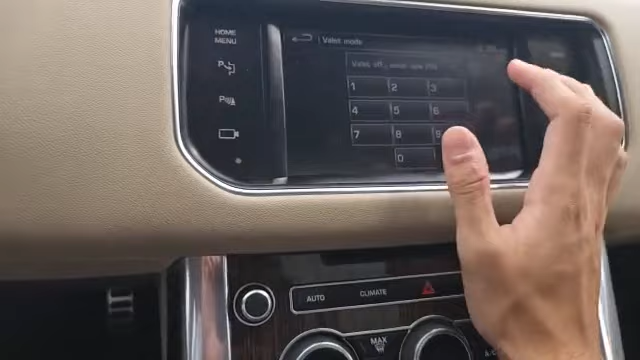 HOME
MENU
Valet mode
Valet off, enter new PIN
1 2 3
4 5 6
7 8 9
0
P
P
AUTO CLIMATE
MAX
A/C